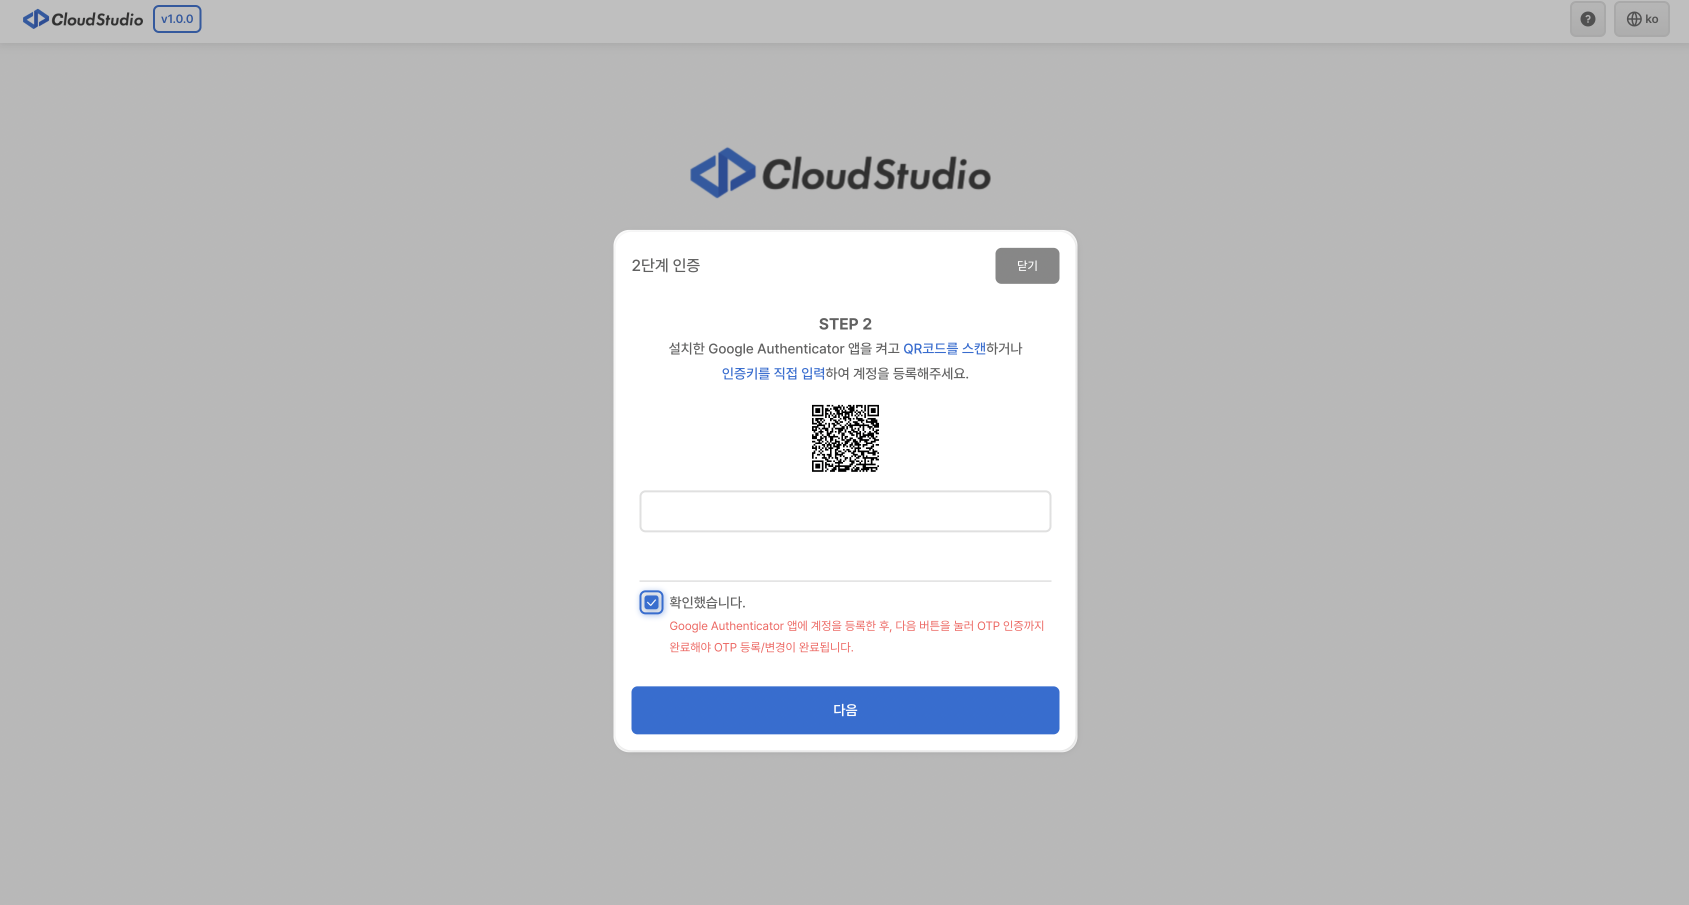 CloudStudio v1.0.0
? ko
CloudStudio
2단계 인증
닫기
STEP 2
설치한 Google Authenticator 앱을 켜고 QR코드를 스캔하거나
인증키를 직접 입력하여 계정을 등록해주세요.
확인했습니다.
Google Authenticator 앱에 계정을 등록한 후, 다음 버튼을 눌러 OTP 인증까지
완료해야 OTP 등록/변경이 완료됩니다.
다음